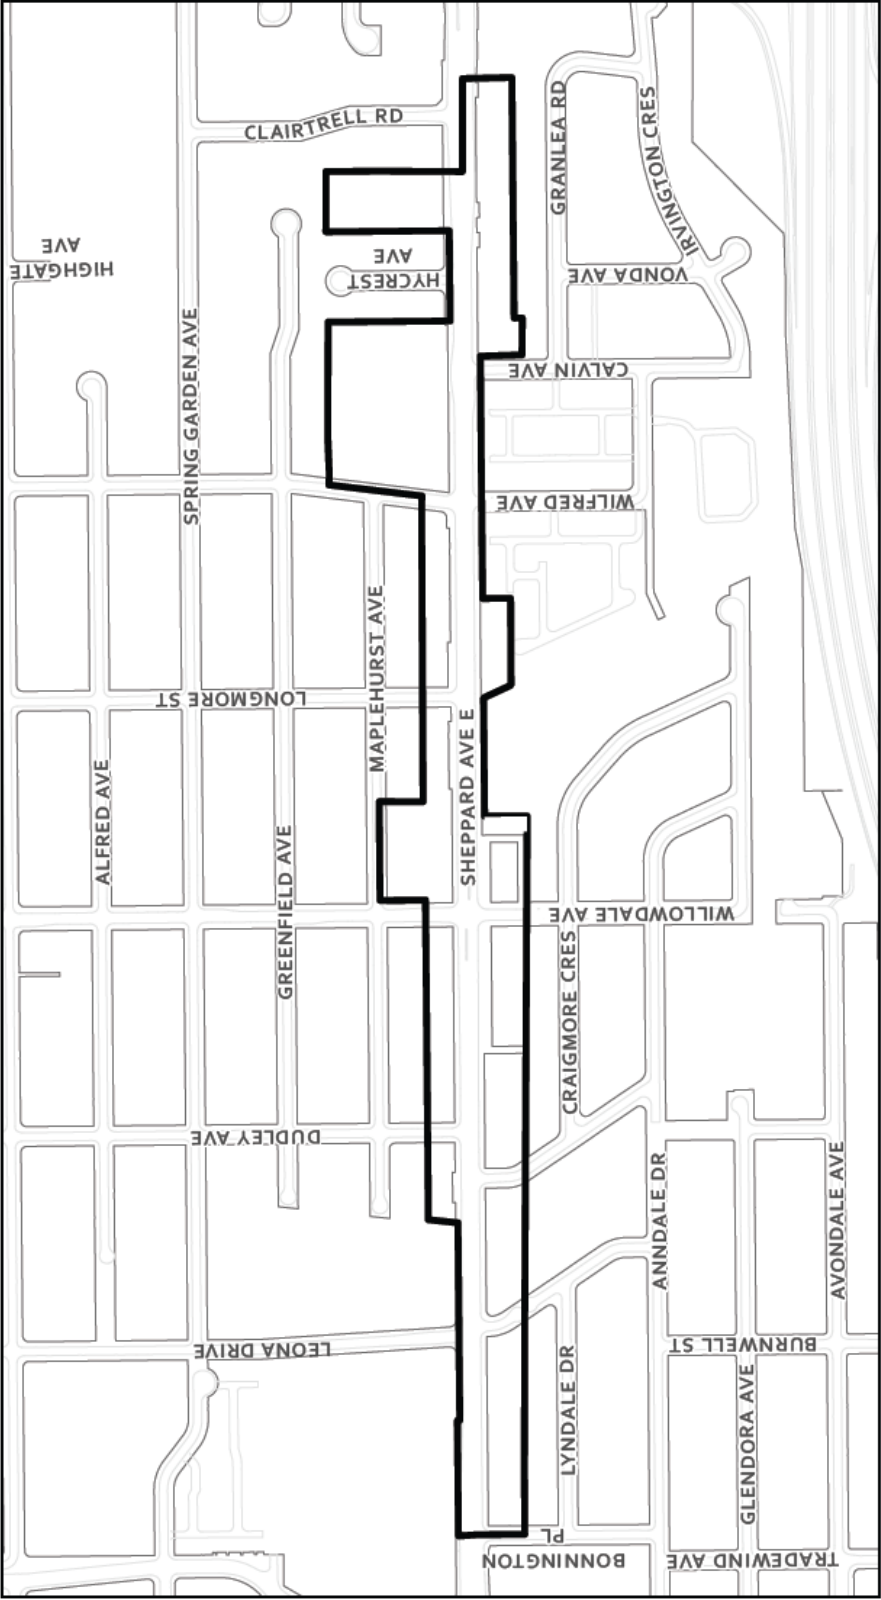 CLAIRTRELL RD
GRANLEA RD
IRVINGTON CRES
HIGHGATE
AVE
HYCREST
AVE
VONDA AVE
SPRING GARDEN AVE
CALVIN AVE
WILFRED AVE
MAPLEHURST AVE
LONGMORE ST
SHEPPARD AVE E
ALFRED AVE
GREENFIELD AVE
WILLOWDALE AVE
CRAIGMORE CRES
DUDLEY AVE
ANNDALE DR
AVONDALE AVE
LEONA DRIVE
BURNWELL ST
LYNDALE DR
GLENDORA AVE
BONNINGTON
PL
TRADEWIND AVE